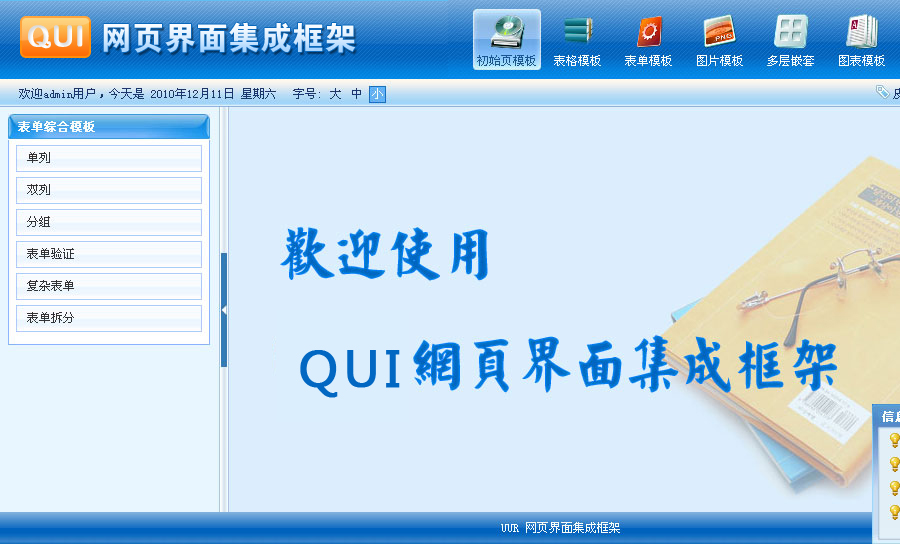 QUI 网页界面集成框架
初始页模板 表格模板 表单模板 图片模板 多层嵌套 图表模板
欢迎admin用户，今天是 2010年12月11日 星期六 字号: 大 中 小
表单综合模板
单列
双列
分组
表单验证
复杂表单
表单拆分
歡迎使用
QUI網頁界面集成框架
信息
UUR 网页界面集成框架